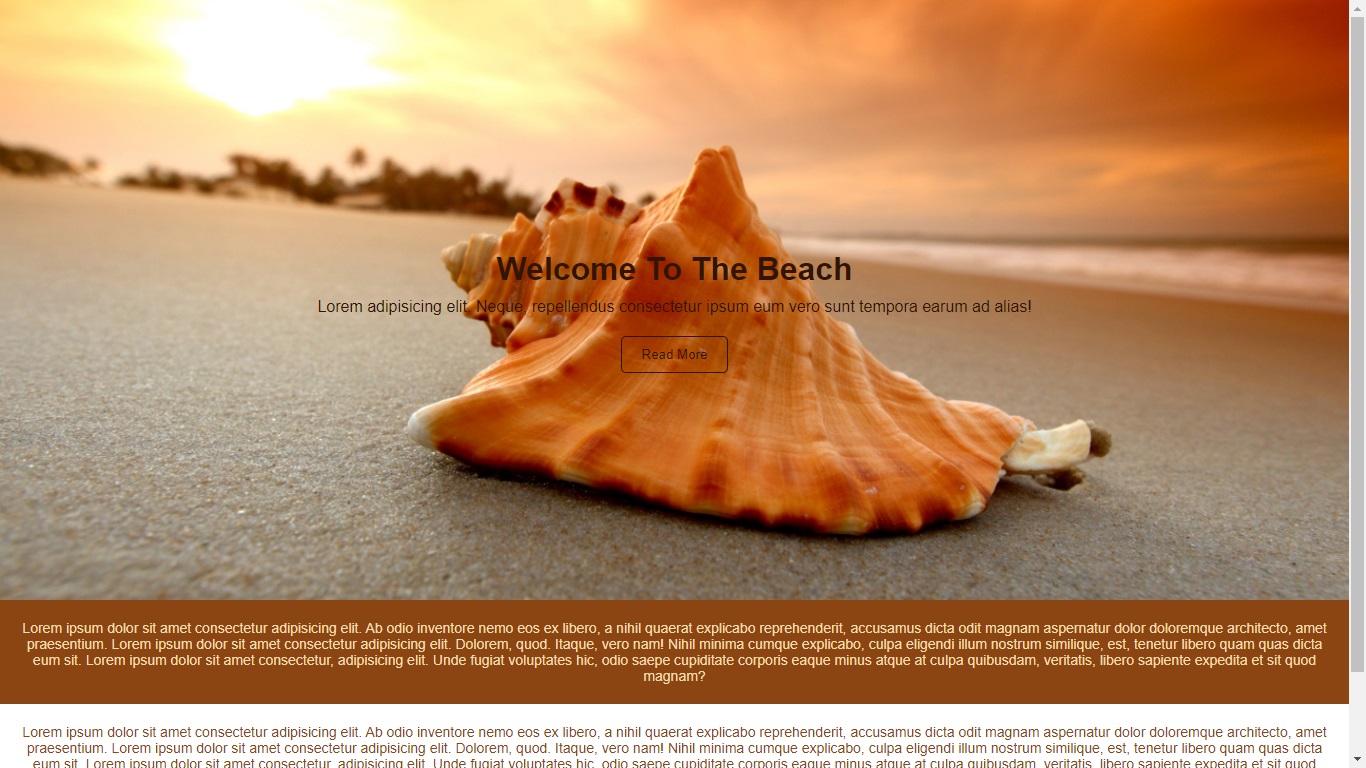 Welcome To The Beach
Lorem adipisicing elit. Neque, repellendus consectetur ipsum eum vero sunt tempora earum ad alias!
Read More
Lorem ipsum dolor sit amet consectetur adipisicing elit. Ab odio inventore nemo eos ex libero, a nihil quaerat explicabo reprehenderit, accusamus dicta odit magnam aspernatur dolor doloremque architecto, amet
praesentium. Lorem ipsum dolor sit amet consectetur adipisicing elit. Dolorem, quod. Itaque, vero nam! Nihil minima cumque explicabo, culpa eligendi illum nostrum similique, est, tenetur libero quam quas dicta
eum sit. Lorem ipsum dolor sit amet consectetur, adipisicing elit. Unde fugiat voluptates hic, odio saepe cupiditate corporis eaque minus atque at culpa quibusdam, veritatis, libero sapiente expedita et sit quod
magnam?
Lorem ipsum dolor sit amet consectetur adipisicing elit. Ab odio inventore nemo eos ex libero, a nihil quaerat explicabo reprehenderit, accusamus dicta odit magnam aspernatur dolor doloremque architecto, amet
praesentium. Lorem ipsum dolor sit amet consectetur adipisicing elit. Dolorem, quod. Itaque, vero nam! Nihil minima cumque explicabo, culpa eligendi illum nostrum similique, est, tenetur libero quam quas dicta
eum sit. Lorem ipsum dolor sit amet consectetur, adipisicing elit. Unde fugiat voluptates hic, odio saepe cupiditate corporis eaque minus atque at culpa quibusdam, veritatis, libero sapiente expedita et sit quod